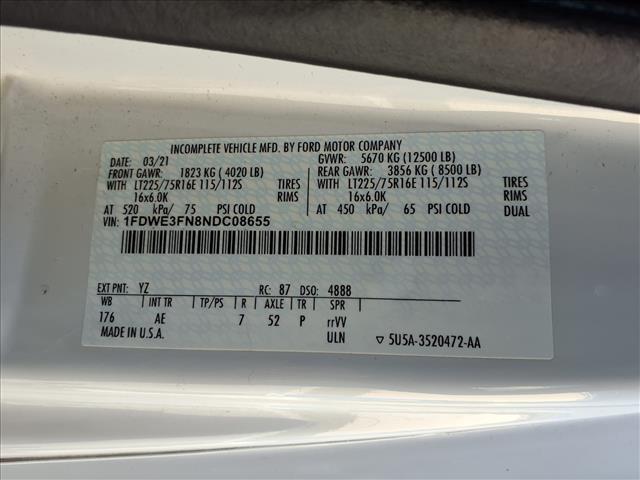 INCOMPLETE VEHICLE MFD. BY FORD MOTOR COMPANY
DATE: 03/21 GVWR: 5670 KG (12500 LB)
FRONT GAWR: 1823 KG (4020 LB) REAR GAWR: 3856 KG (8500 LB)
WITH LT225/75R16E 115/112S TIRES WITH LT225/75R16E 115/112S TIRES
16x6.0K RIMS 16x6.0K RIMS
AT 520 kPa/ 75 PSI COLD AT 450 kPa/ 65 PSI COLD DUAL
VIN: 1FDWE3FN8NDC08655
EXT PNT: YZ RC: 87 DSO: 4888
WB INT TR TP/PS R AXLE TR SPR
176 AE 7 52 P rrVV
MADE IN U.S.A. ULN ▽ 5U5A-3520472-AA